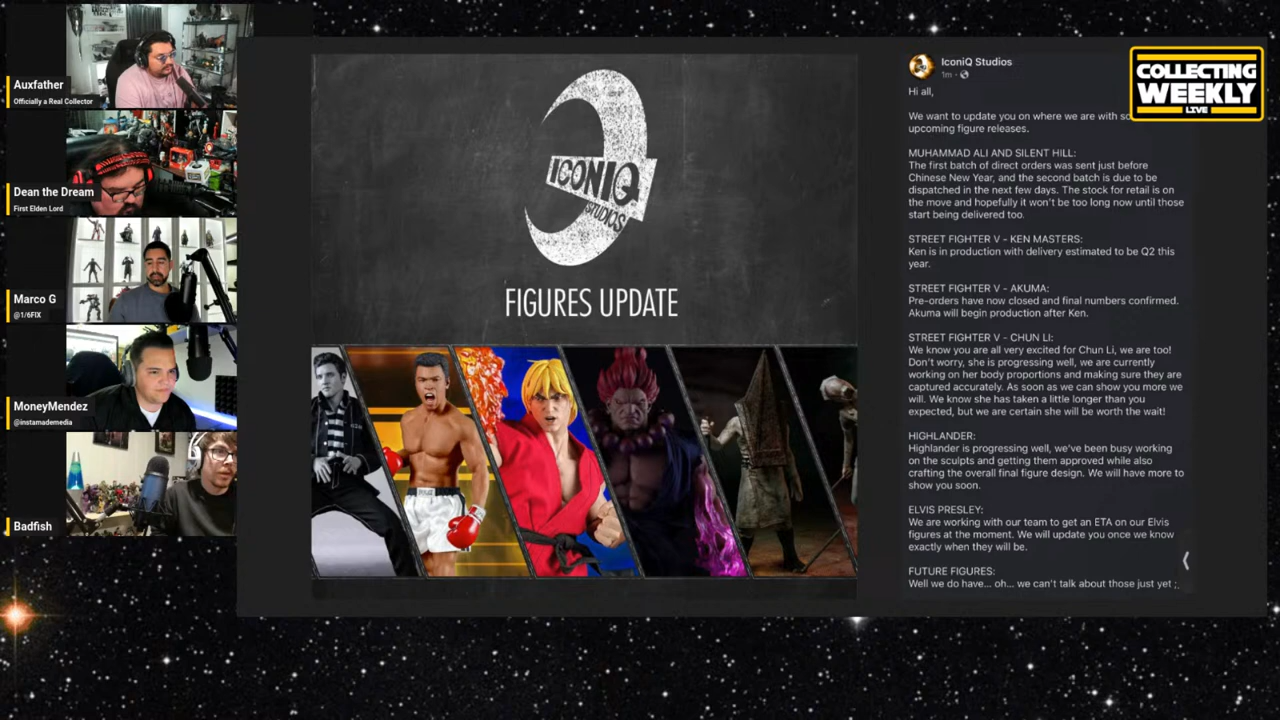 Auxfather
Officially a Real Collector
Dean the Dream
First Elden Lord
Marco G
@1/6FIX
MoneyMendez
@instamademedia
Badfish
ICONIQ
STUDIOS
FIGURES UPDATE
IconiQ Studios
1m
COLLECTING
WEEKLY
LIVE
Hi all,
We want to update you on where we are with
upcoming figure releases.
MUHAMMAD ALI AND SILENT HILL:
The first batch of direct orders was sent just before
Chinese New Year, and the second batch is due to be
dispatched in the next few days. The stock for retail is on
the move and hopefully it won't be too long now until those
start being delivered too.
STREET FIGHTER V - KEN MASTERS:
Ken is in production with delivery estimated to be Q2 this
year.
STREET FIGHTER V - AKUMA:
Pre-orders have now closed and final numbers confirmed.
Akuma will begin production after Ken.
STREET FIGHTER V - CHUN LI:
We know you are all very excited for Chun Li, we are too!
Don't worry, she is progressing well, we are currently
working on her body proportions and making sure they are
captured accurately. As soon as we can show you more we
will. We know she has taken a little longer than you
expected, but we are certain she will be worth the wait!
HIGHLANDER:
Highlander is progressing well, we've been busy working
on the sculpts and getting them approved while also
crafting the overall final figure design. We will have more to
show you soon.
ELVIS PRESLEY:
We are working with our team to get an ETA on our Elvis
figures at the moment. We will update you once we know
exactly when they will be.
FUTURE FIGURES:
Well we do have... oh... we can't talk about those just yet ;.